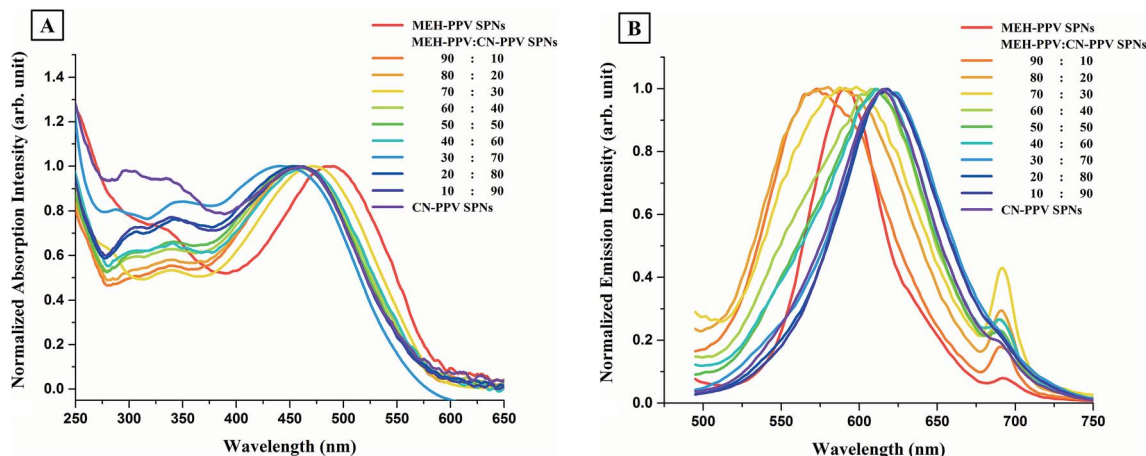 A
MEH-PPV SPNs
MEH-PPV:CN-PPV SPNs
90 : 10
80 : 20
70 : 30
60 : 40
50 : 50
40 : 60
30 : 70
20 : 80
10 : 90
CN-PPV SPNs
Normalized Absorption Intensity (arb. unit)
1.4
1.2
1.0
0.8
0.6
0.4
0.2
0.0
250 300 350 400 450 500 550 600 650
Wavelength (nm)
B
MEH-PPV SPNs
MEH-PPV:CN-PPV SPNs
90 : 10
80 : 20
70 : 30
60 : 40
50 : 50
40 : 60
30 : 70
20 : 80
10 : 90
CN-PPV SPNs
Normalized Emission Intensity (arb. unit)
1.0
0.8
0.6
0.4
0.2
0.0
500 550 600 650 700 750
Wavelength (nm)